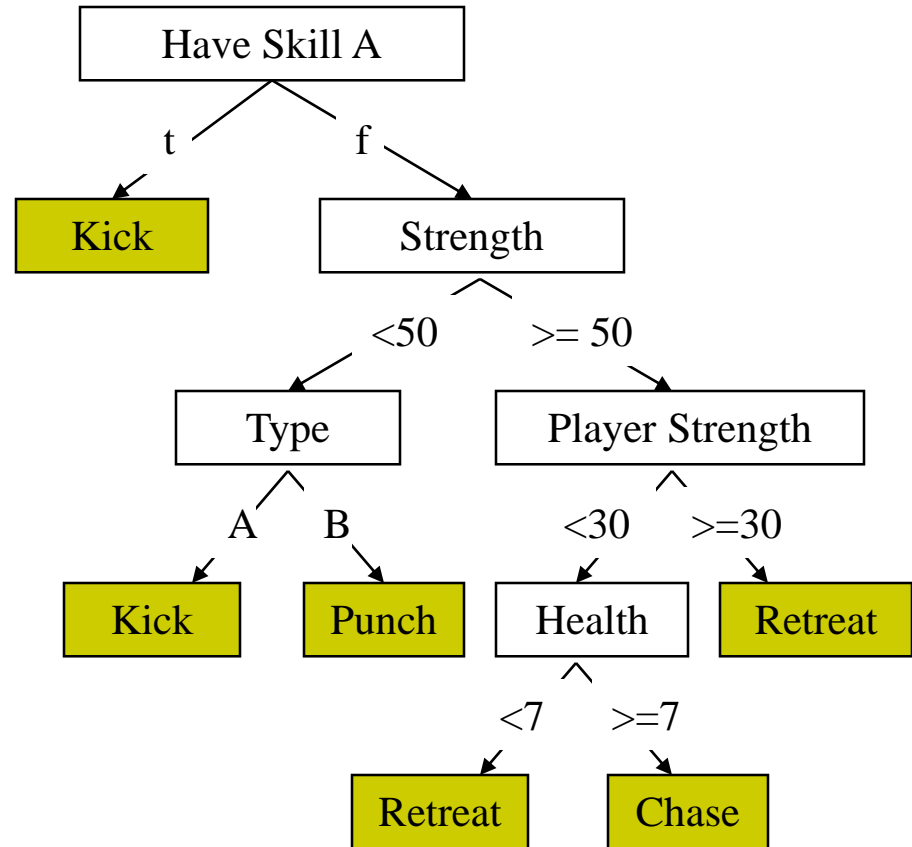 Have Skill A
t f
Kick Strength
<50 >= 50
Type Player Strength
A B <30 >=30
Kick Punch Health Retreat
<7 >=7
Retreat Chase